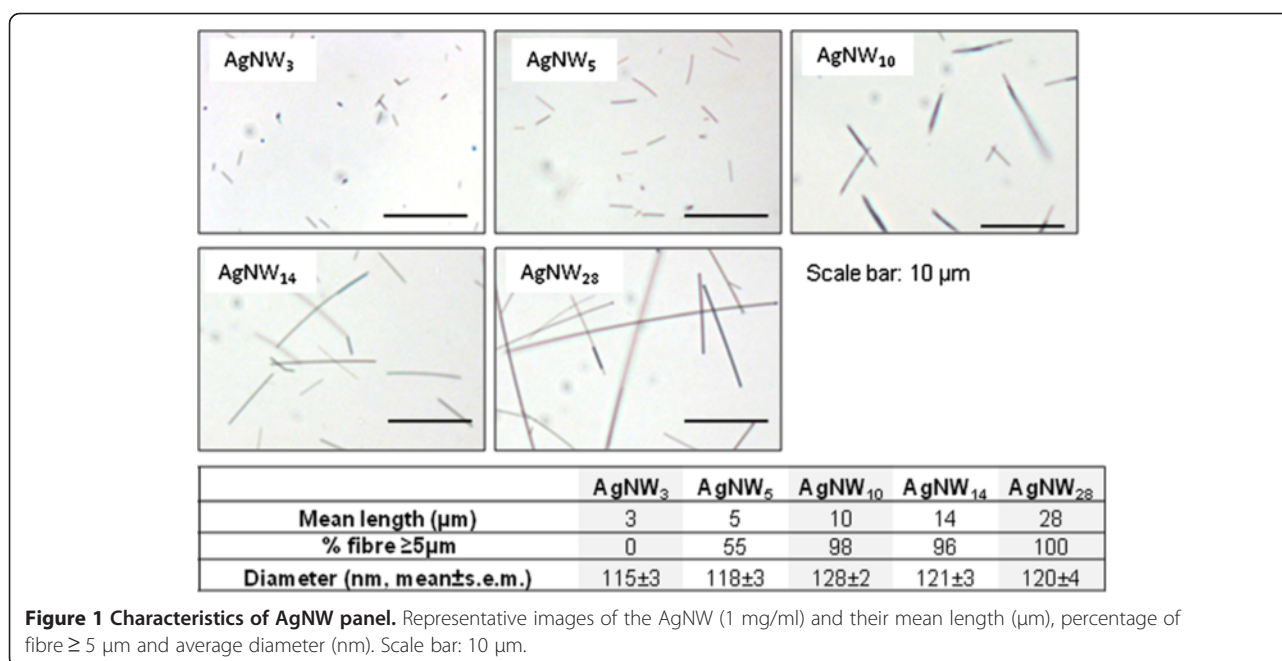 AgNW₃
AgNW₅
AgNW₁₀
AgNW₁₄
AgNW₂₈
Scale bar: 10 µm
AgNW₃ AgNW₅ AgNW₁₀ AgNW₁₄ AgNW₂₈
Mean length (µm) 3 5 10 14 28
% fibre ≥5µm 0 55 98 96 100
Diameter (nm, mean±s.e.m.) 115±3 118±3 128±2 121±3 120±4
Figure 1 Characteristics of AgNW panel. Representative images of the AgNW (1 mg/ml) and their mean length (µm), percentage of
fibre ≥ 5 µm and average diameter (nm). Scale bar: 10 µm.